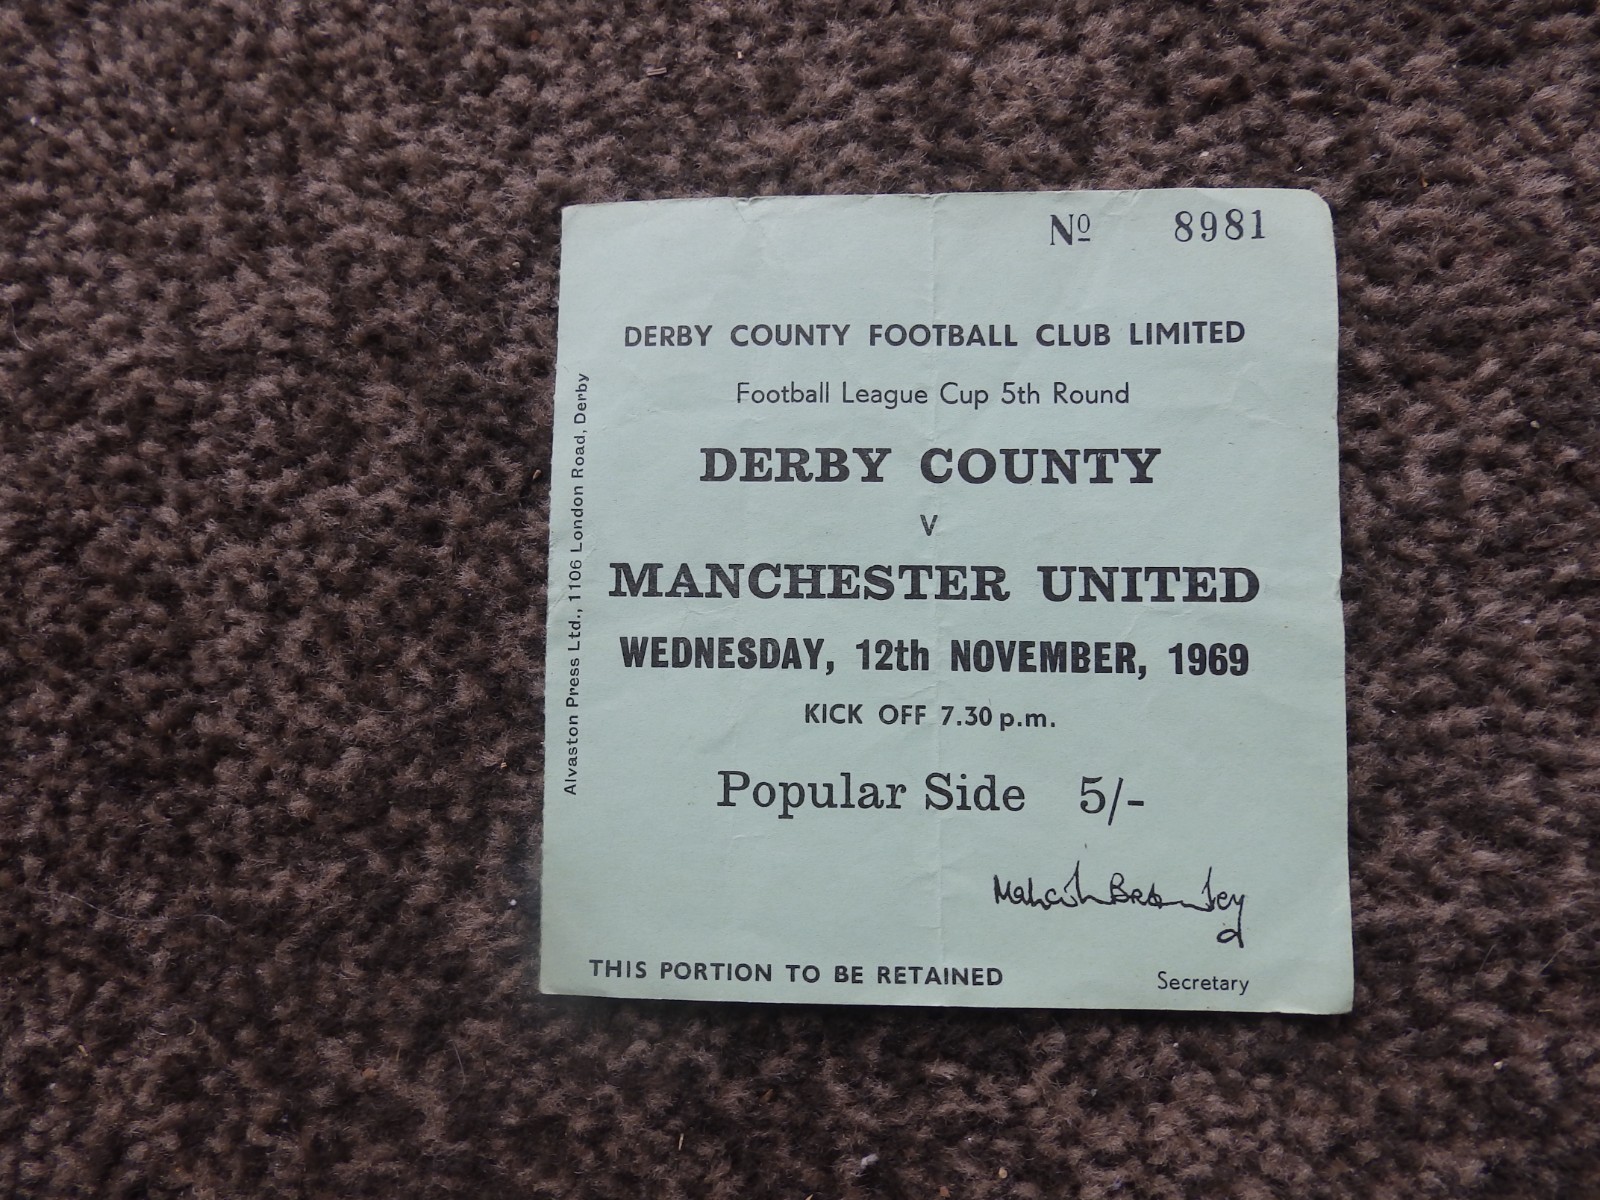 Nº 8981
DERBY COUNTY FOOTBALL CLUB LIMITED
Football League Cup 5th Round
DERBY COUNTY
V
MANCHESTER UNITED
WEDNESDAY, 12th NOVEMBER, 1969
KICK OFF 7.30 p.m.
Popular Side 5/-
THIS PORTION TO BE RETAINED
Secretary
Alvaston Press Ltd., 1106 London Road, Derby